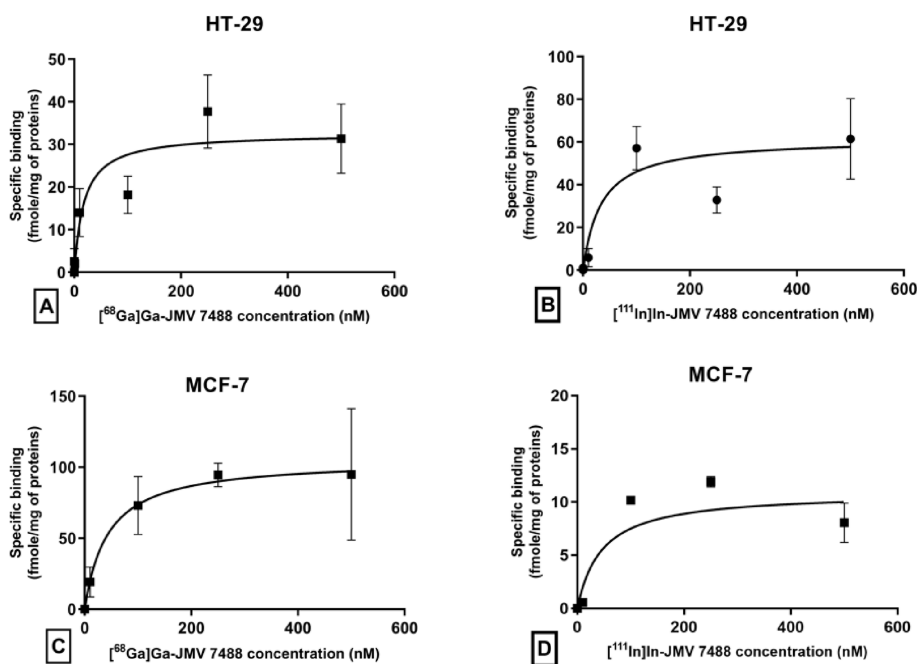 HT-29
Specific binding
(fmole/mg of proteins)
50
40
30
20
10
0
0 200 400 600
[⁶⁸Ga]Ga-JMV 7488 concentration (nM)
A
HT-29
Specific binding
(fmole/mg of proteins)
100
80
60
40
20
0
0 200 400 600
[¹¹¹In]In-JMV 7488 concentration (nM)
B
MCF-7
Specific binding
(fmole/mg of proteins)
150
100
50
0
0 200 400 600
[⁶⁸Ga]Ga-JMV 7488 concentration (nM)
C
MCF-7
Specific binding
(fmole/mg of proteins)
20
15
10
5
0
0 200 400 600
[¹¹¹In]In-JMV 7488 concentration (nM)
D